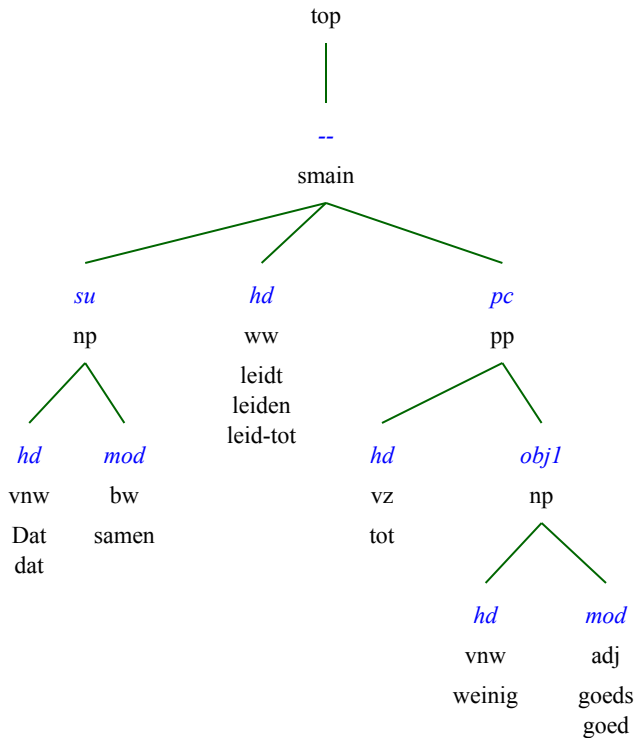 top
--
smain
su hd pc
np ww pp
leidt
leiden
leid-tot
hd mod hd obj1
vnw bw vz np
Dat samen tot
dat
hd mod
vnw adj
weinig goeds
goed